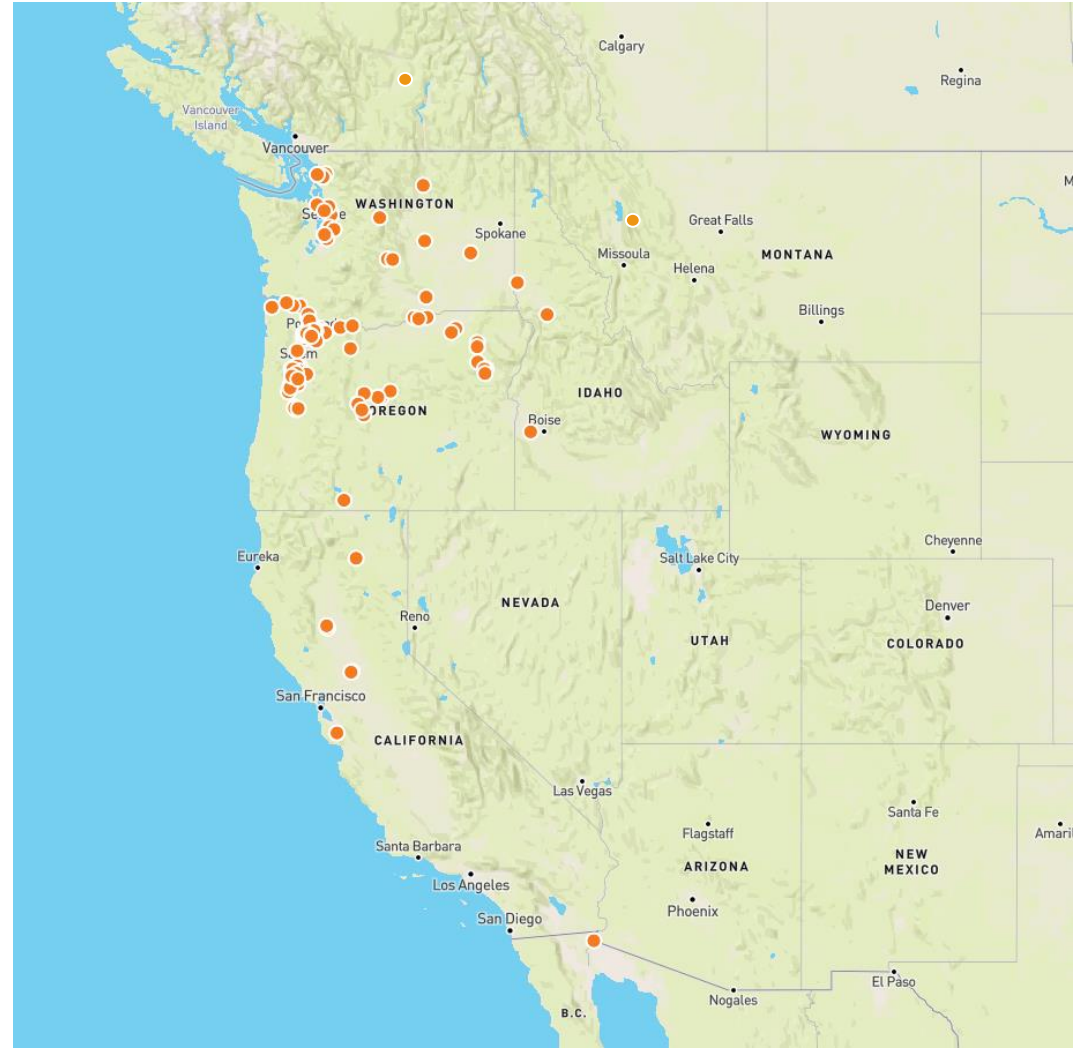 Calgary
Regina
Vancouver
Island
Vancouver
WASHINGTON
Spokane
Great Falls
Missoula
MONTANA
Helena
Billings
IDAHO
OREGON
Boise
WYOMING
Eureka
Salt Lake City
Cheyenne
NEVADA
Denver
Reno
UTAH
COLORADO
San Francisco
CALIFORNIA
Las Vegas
Santa Fe
Flagstaff
Amaril
Santa Barbara
ARIZONA
NEW
MEXICO
Los Angeles
Phoenix
San Diego
El Paso
Nogales
B.C.